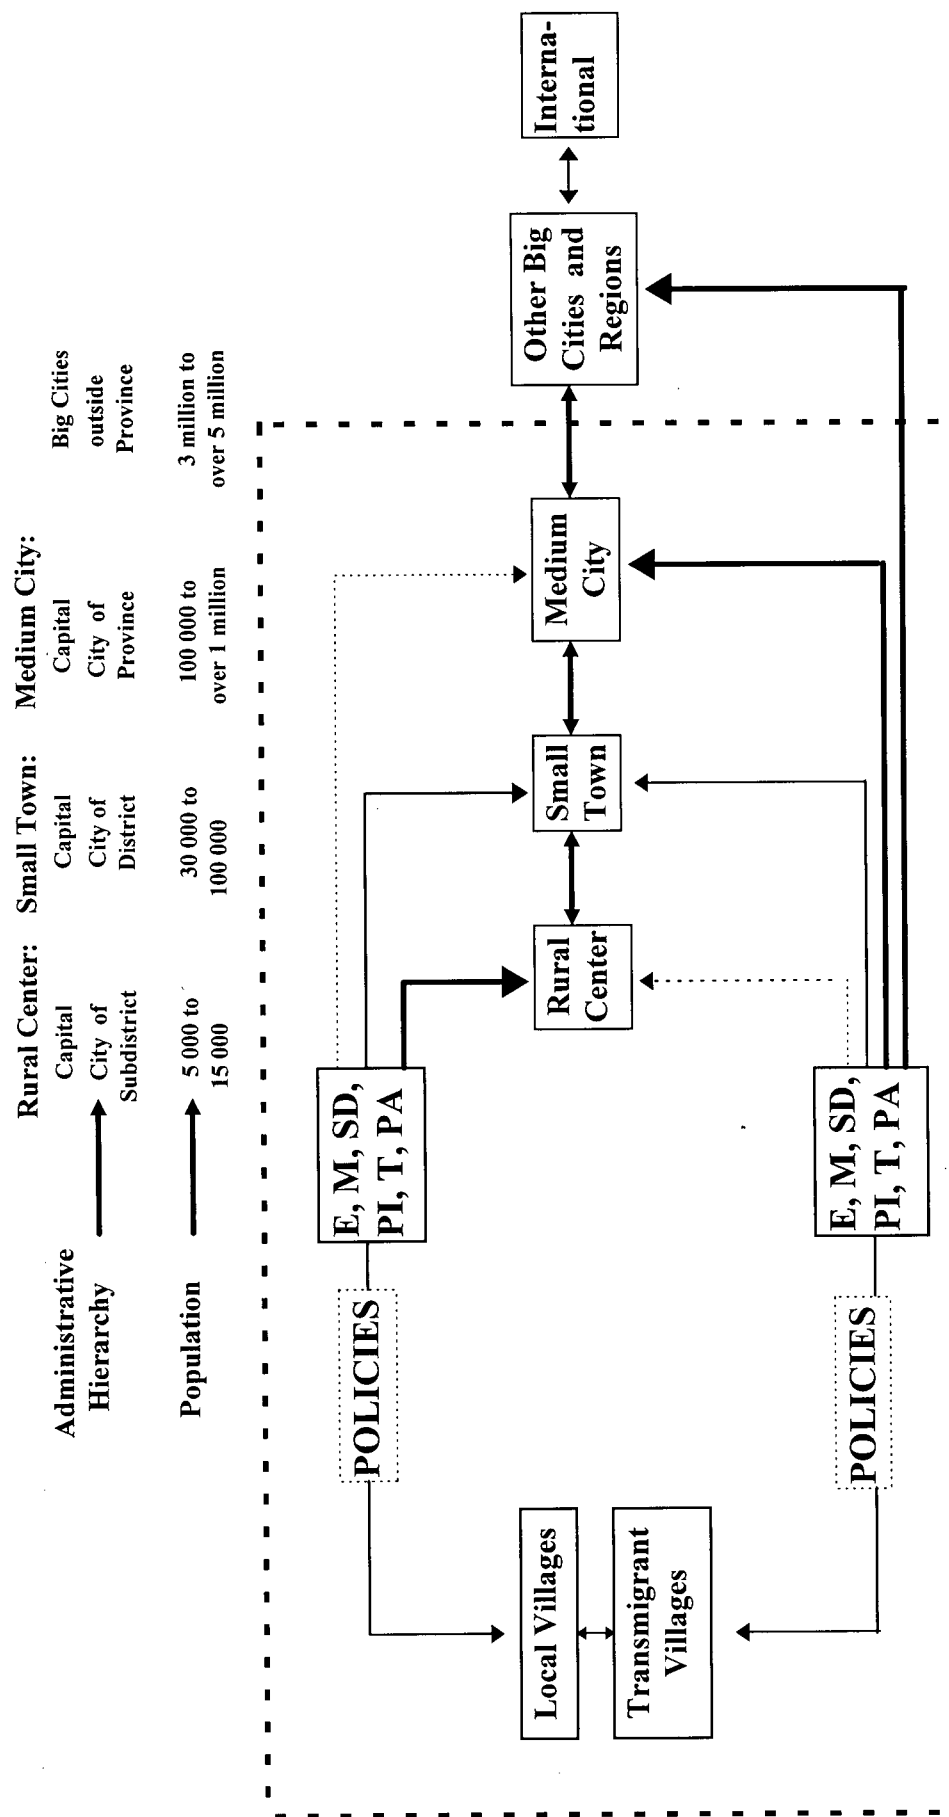 Rural Center:
Small Town:
Medium City:
Administrative
Hierarchy
Capital
City of
Subdistrict
Capital
City of
District
Capital
City of
Province
Big Cities
outside
Province
Population
5 000 to
15 000
30 000 to
100 000
100 000 to
over 1 million
3 million to
over 5 million
POLICIES
E, M, SD,
PI, T, PA
Local Villages
Transmigrant
Villages
Rural
Center
Small
Town
Medium
City
Other Big
Cities and
Regions
Interna-
tional
POLICIES
E, M, SD,
PI, T, PA